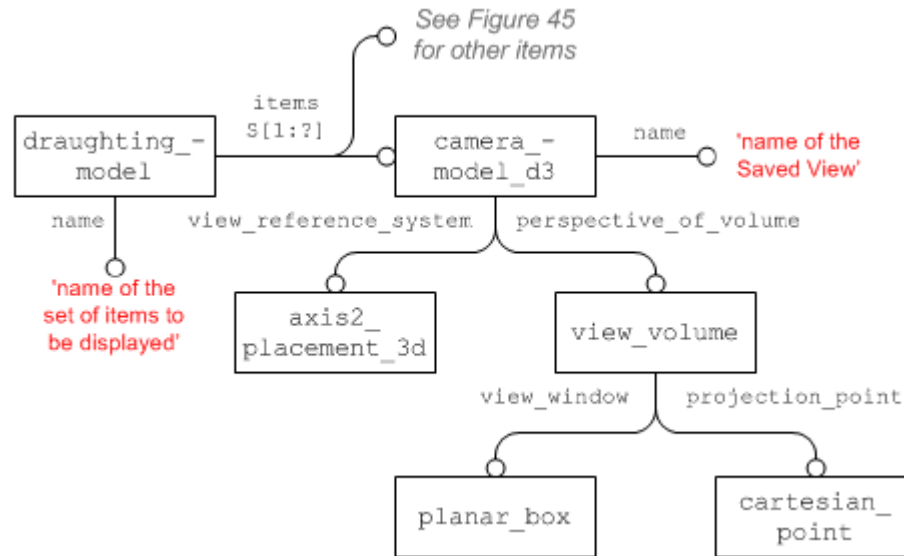 See Figure 45
for other items
items
S[1:?]
draughting_-
model
camera_-
model_d3
name
'name of the
Saved View'
name
view_reference_system
perspective_of_volume
'name of the
set of items to
be displayed'
axis2_
placement_3d
view_volume
view_window
projection_point
planar_box
cartesian_
point